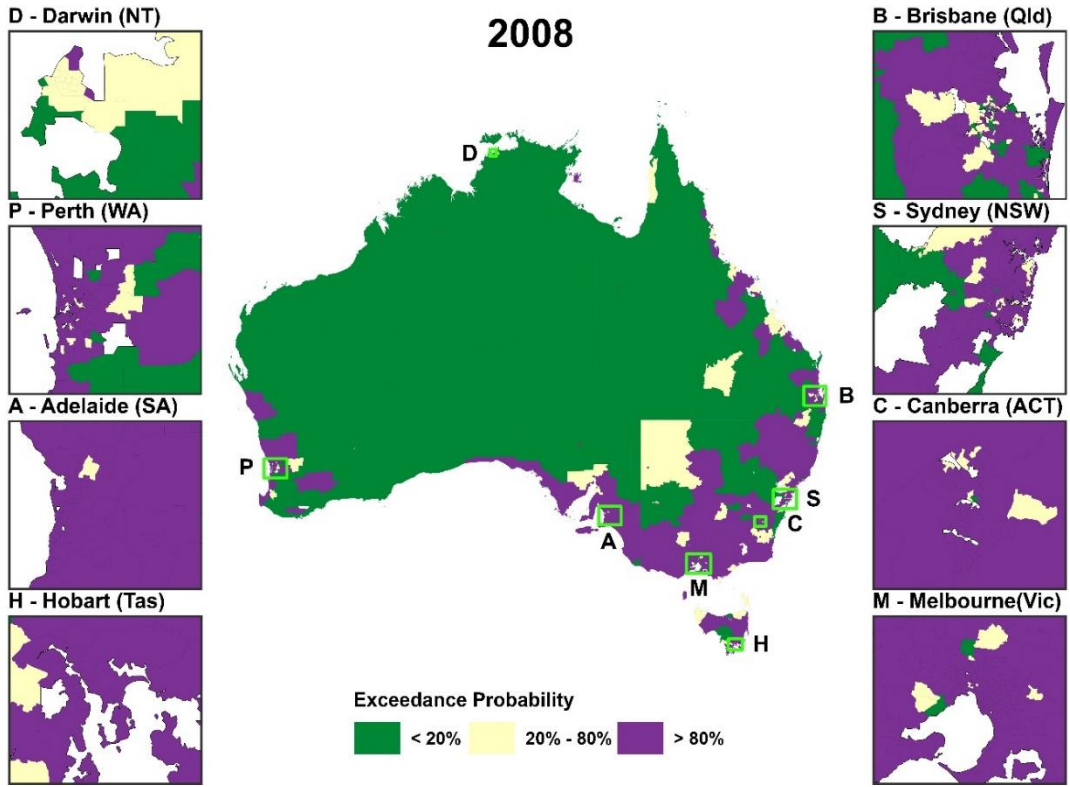 2008
D - Darwin (NT)
P - Perth (WA)
A - Adelaide (SA)
H - Hobart (Tas)
D
P
A
M
H
B
S
C
Exceedance Probability
< 20%
20% - 80%
> 80%
B - Brisbane (Qld)
S - Sydney (NSW)
C - Canberra (ACT)
M - Melbourne(Vic)